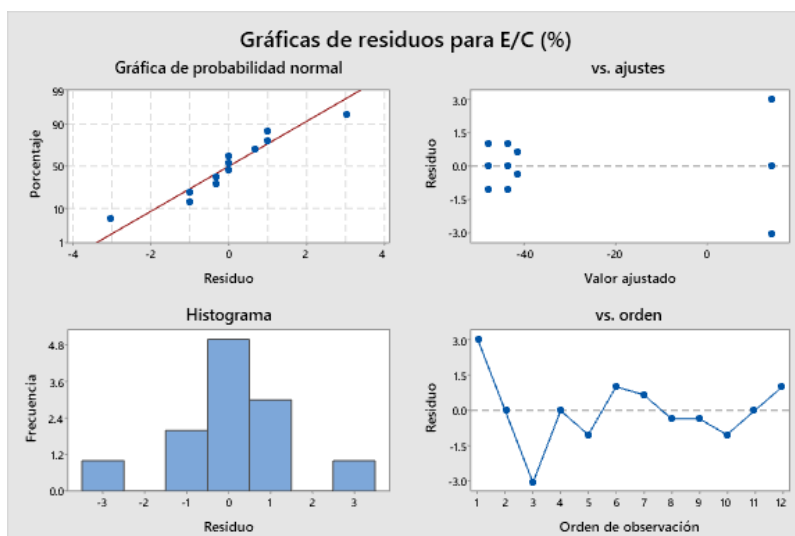 Gráficas de residuos para E/C (%)
Gráfica de probabilidad normal
99
90
50
10
1
Porcentaje
-4 -2 0 2 4
Residuo
vs. ajustes
3.0
1.5
0.0
-1.5
-3.0
Residuo
-40 -20 0
Valor ajustado
Histograma
4.8
3.6
2.4
1.2
0.0
Frecuencia
-3 -2 -1 0 1 2 3
Residuo
vs. orden
3.0
1.5
0.0
-1.5
-3.0
Residuo
1 2 3 4 5 6 7 8 9 10 11 12
Orden de observación